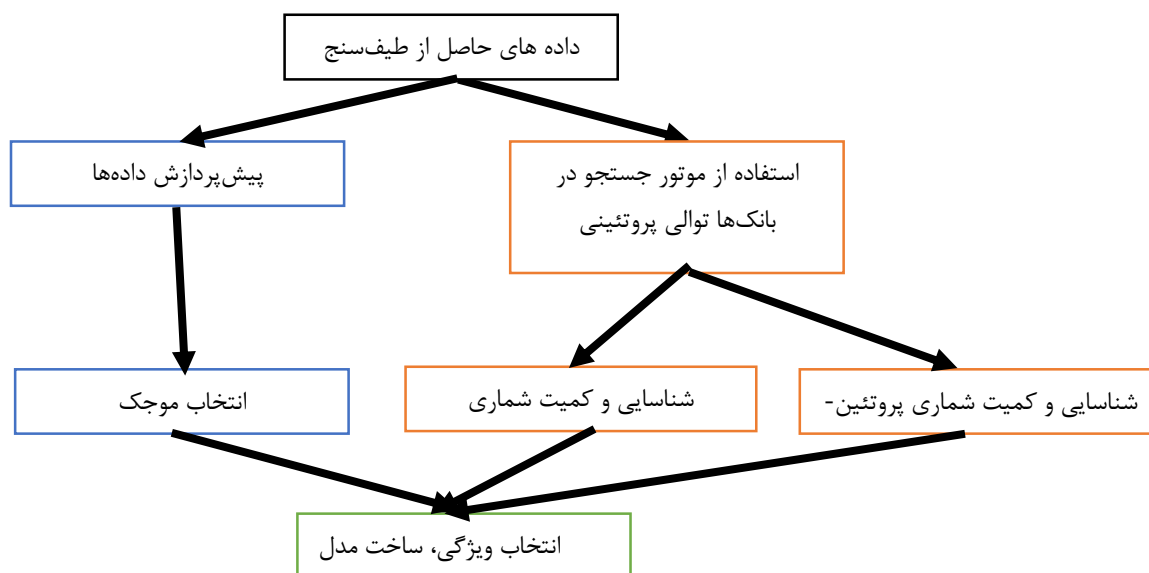 داده های حاصل از طیف‌سنج
پیش‌پردازش داده‌ها
استفاده از موتور جستجو در
بانک‌ها توالی پروتئینی
انتخاب موجک
شناسایی و کمیت شماری
شناسایی و کمیت شماری پروتئین-
انتخاب ویژگی، ساخت مدل